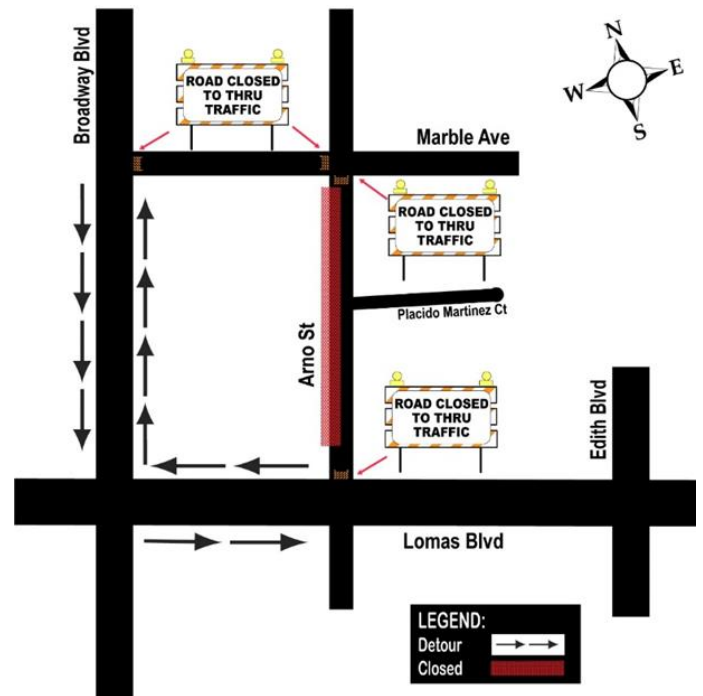 Broadway Blvd
ROAD CLOSED
TO THRU
TRAFFIC
N
W
E
S
Marble Ave
ROAD CLOSED
TO THRU
TRAFFIC
Placido Martinez Ct
Arno St
ROAD CLOSED
TO THRU
TRAFFIC
Edith Blvd
Lomas Blvd
LEGEND:
Detour
Closed